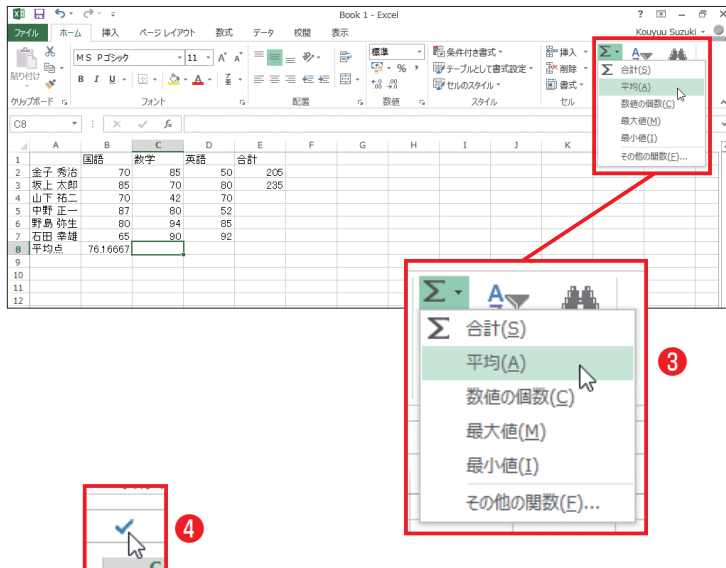 Book 1 - Excel
ファイル ホーム 挿入 ページ レイアウト 数式 データ 校閲 表示 Kouyuu Suzuki
貼り付け
ＭＳ Ｐゴシック 11 A A
B I U A
標準
% ,
条件付き書式
テーブルとして書式設定
セルのスタイル
挿入
削除
書式
Σ
クリップボード フォント 配置 数値 スタイル セル
Σ 合計(S)
平均(A)
数値の個数(C)
最大値(M)
最小値(I)
その他の関数(F)...
C8 fx
A B C D E F G H I J K
1 国語 数学 英語 合計
2 金子 秀治 70 85 50 205
3 坂上 太郎 85 70 80 235
4 山下 祐二 70 42 70
5 中野 正一 87 80 52
6 野島 弥生 80 94 85
7 石田 幸雄 65 90 92
8 平均点 76.16667
9
10
11
12
Σ
Σ 合計(S)
平均(A)
数値の個数(C)
最大値(M)
最小値(I)
その他の関数(F)...
3
4